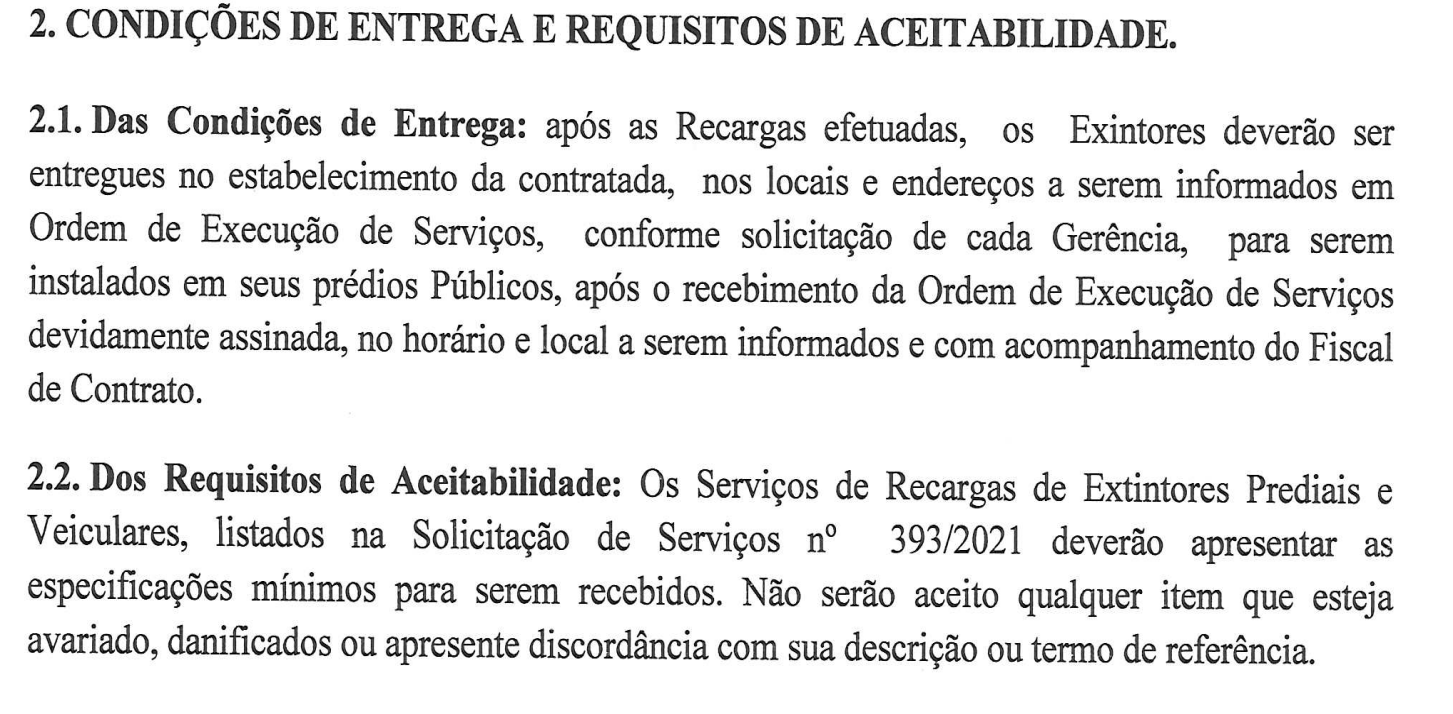 2. CONDIÇÕES DE ENTREGA E REQUISITOS DE ACEITABILIDADE.
2.1. Das Condições de Entrega: após as Recargas efetuadas, os Exintores deverão ser
entregues no estabelecimento da contratada, nos locais e endereços a serem informados em
Ordem de Execução de Serviços, conforme solicitação de cada Gerência, para serem
instalados em seus prédios Públicos, após o recebimento da Ordem de Execução de Serviços
devidamente assinada, no horário e local a serem informados e com acompanhamento do Fiscal
de Contrato.
2.2. Dos Requisitos de Aceitabilidade: Os Serviços de Recargas de Extintores Prediais e
Veiculares, listados na Solicitação de Serviços nº 393/2021 deverão apresentar as
especificações mínimos para serem recebidos. Não serão aceito qualquer item que esteja
avariado, danificados ou apresente discordância com sua descrição ou termo de referência.